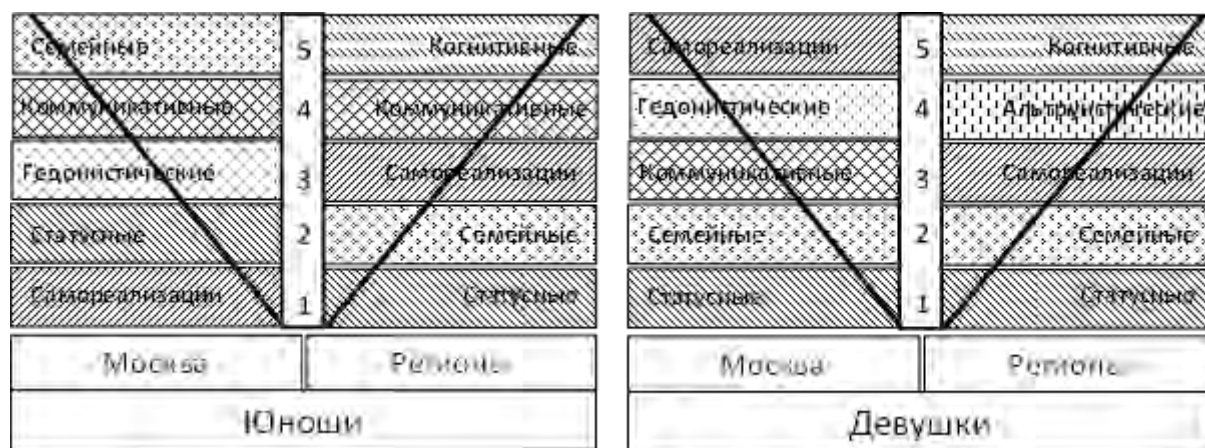 Семейные 5 Когнитивные
Коммуникативные 4 Коммуникативные
Гедонистические 3 Самореализации
Статусные 2 Семейные
Самореализации 1 Статусные
Москва Регионы
Юноши
Самореализации 5 Когнитивные
Гедонистические 4 Альтруистические
Коммуникативные 3 Самореализации
Семейные 2 Семейные
Статусные 1 Статусные
Москва Регионы
Девушки